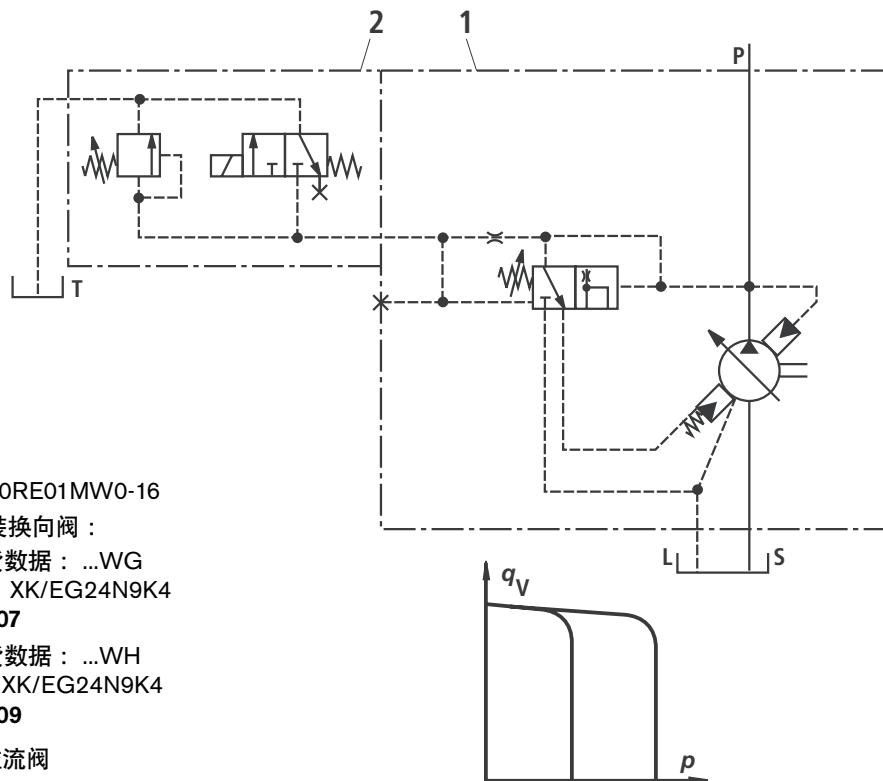 2
1
P
T
0RE01MW0-16
装换向阀：
数据：...WG
XK/EG24N9K4
07
数据：...WH
XK/EG24N9K4
09
流阀
L
S
qV
p